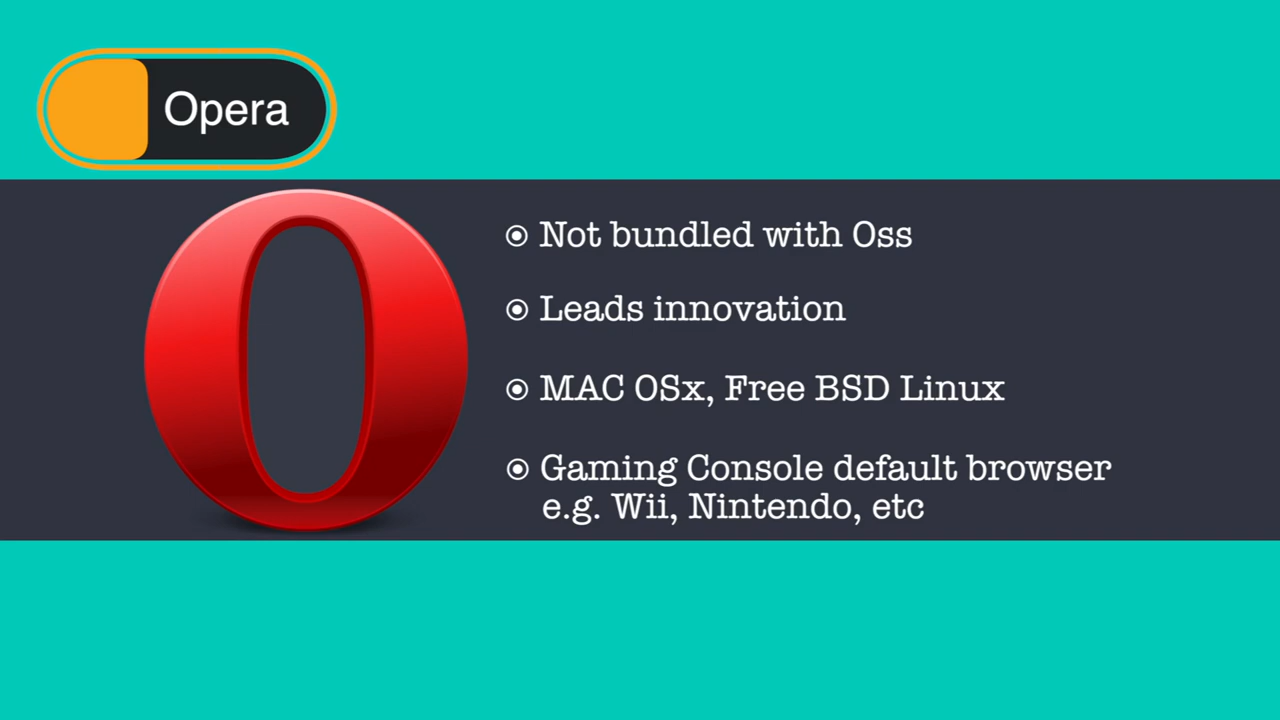 Opera
Not bundled with Oss
Leads innovation
MAC OSx, Free BSD Linux
Gaming Console default browser
e.g. Wii, Nintendo, etc